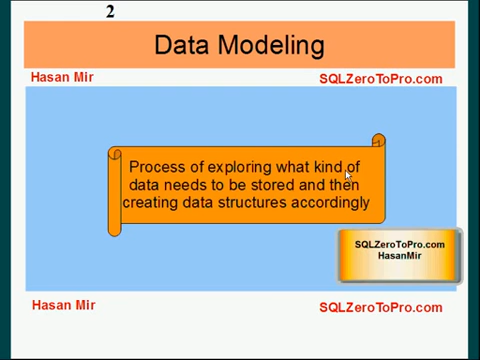 2
Data Modeling
Hasan Mir
SQLZeroToPro.com
Process of exploring what kind of
data needs to be stored and then
creating data structures accordingly
SQLZeroToPro.com
HasanMir
Hasan Mir
SQLZeroToPro.com